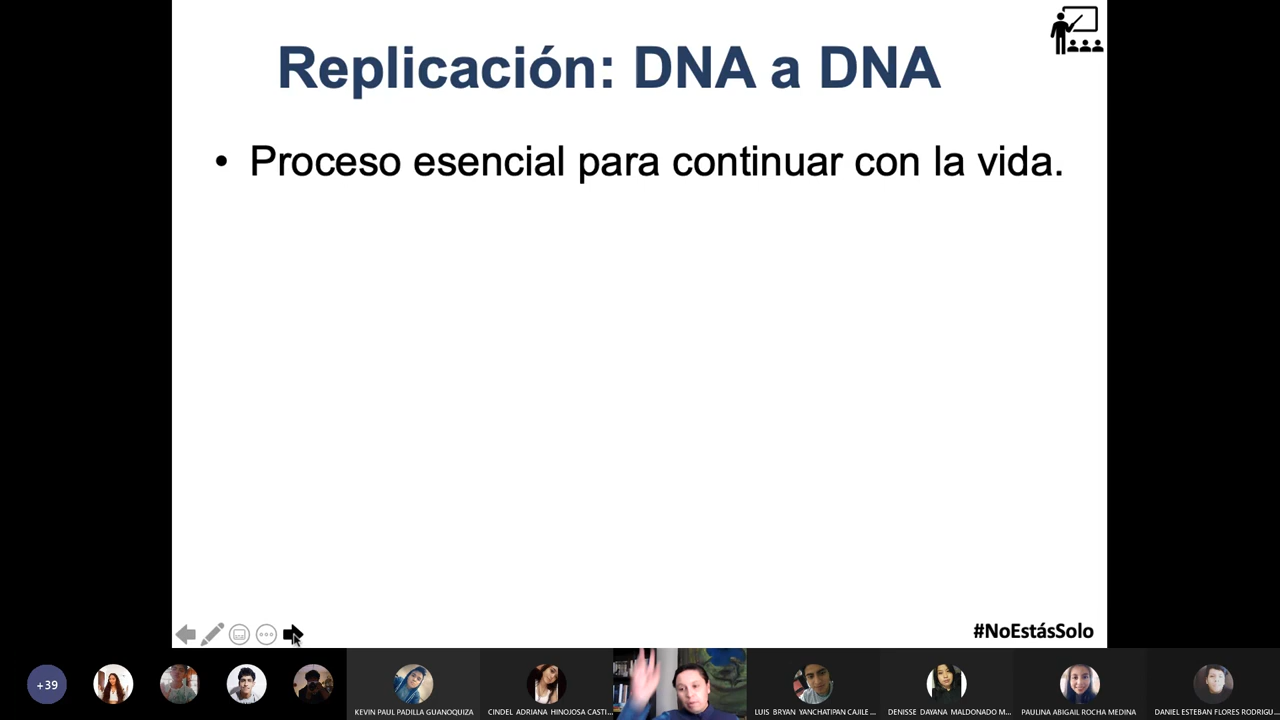 Replicación: DNA a DNA
• Proceso esencial para continuar con la vida.
#NoEstásSolo
+39
KEVIN PAUL PADILLA GUANOQUIZA
CINDEL ADRIANA HINOJOSA CASTI...
LUIS BRYAN YANCHATIPAN CAJILE...
DENISSE DAYANA MALDONADO M...
PAULINA ABIGAIL ROCHA MEDINA
DANIEL ESTEBAN FLORES RODRIGU